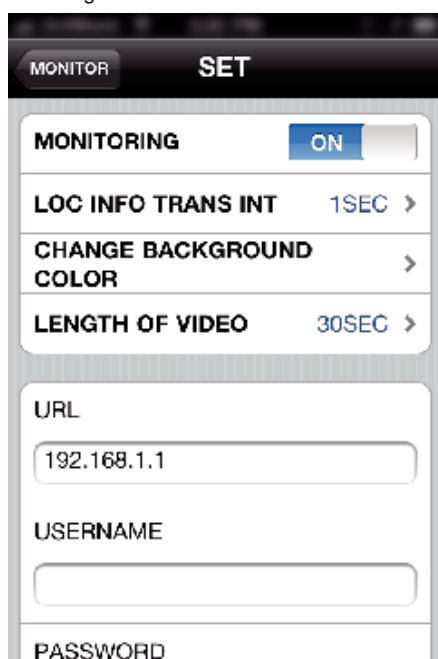 MONITOR
SET
MONITORING
ON
LOC INFO TRANS INT
1SEC
CHANGE BACKGROUND
COLOR
LENGTH OF VIDEO
30SEC
URL
192.168.1.1
USERNAME
PASSWORD